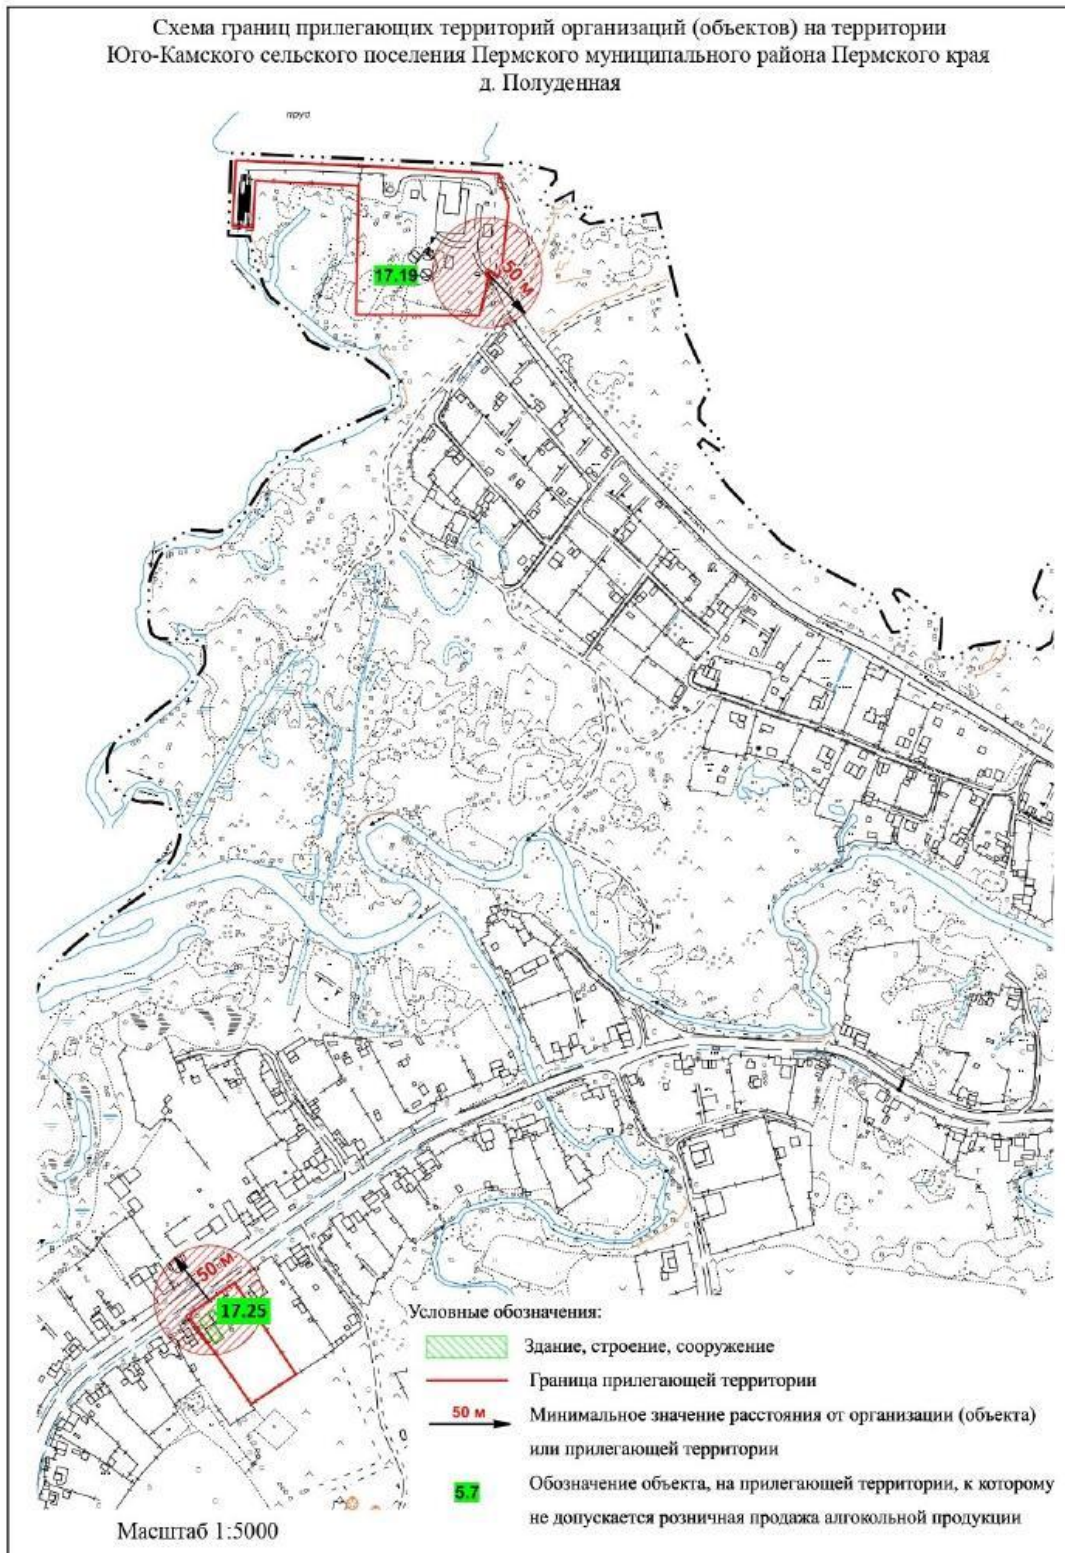 Схема границ прилегающих территорий организаций (объектов) на территории
Юго-Камского сельского поселения Пермского муниципального района Пермского края
д. Полуденная
пруд
17.19
50 м
50 м
17.25
Условные обозначения:
Здание, строение, сооружение
Граница прилегающей территории
50 м
Минимальное значение расстояния от организации (объекта)
или прилегающей территории
5.7
Обозначение объекта, на прилегающей территории, к которому
не допускается розничная продажа алгокольной продукции
Масштаб 1:5000